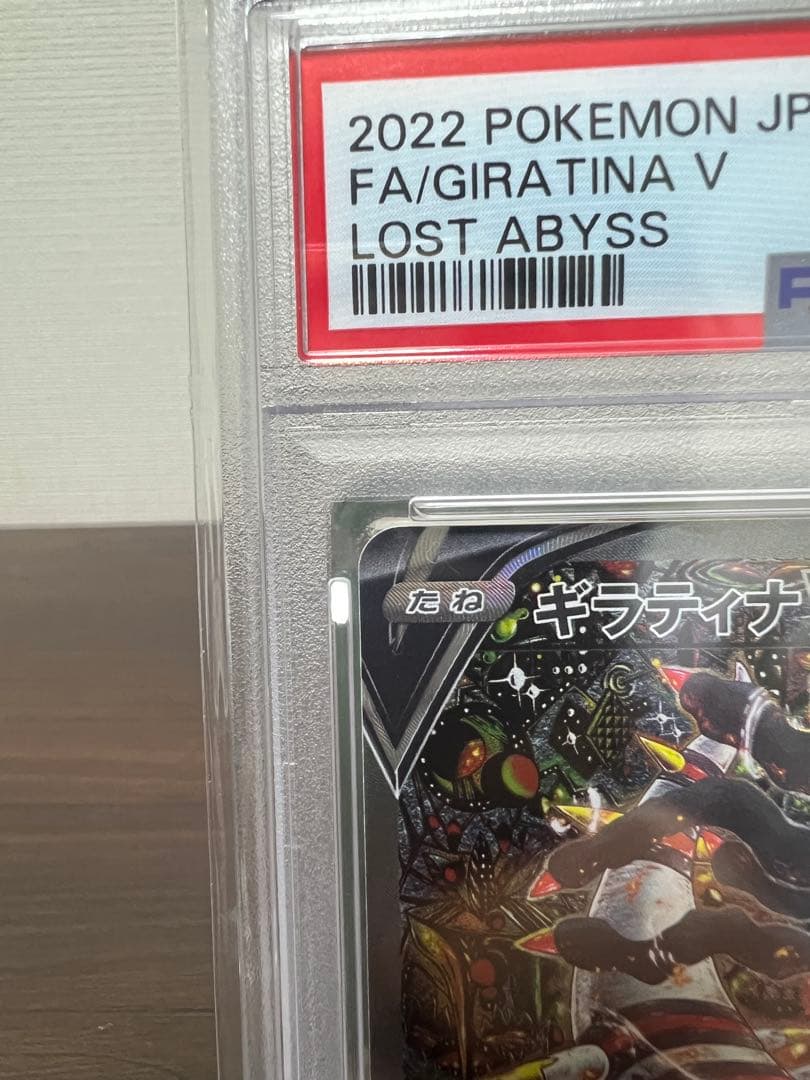 2022 POKEMON JP
FA/GIRATINA V
LOST ABYSS
たね ギラティナ